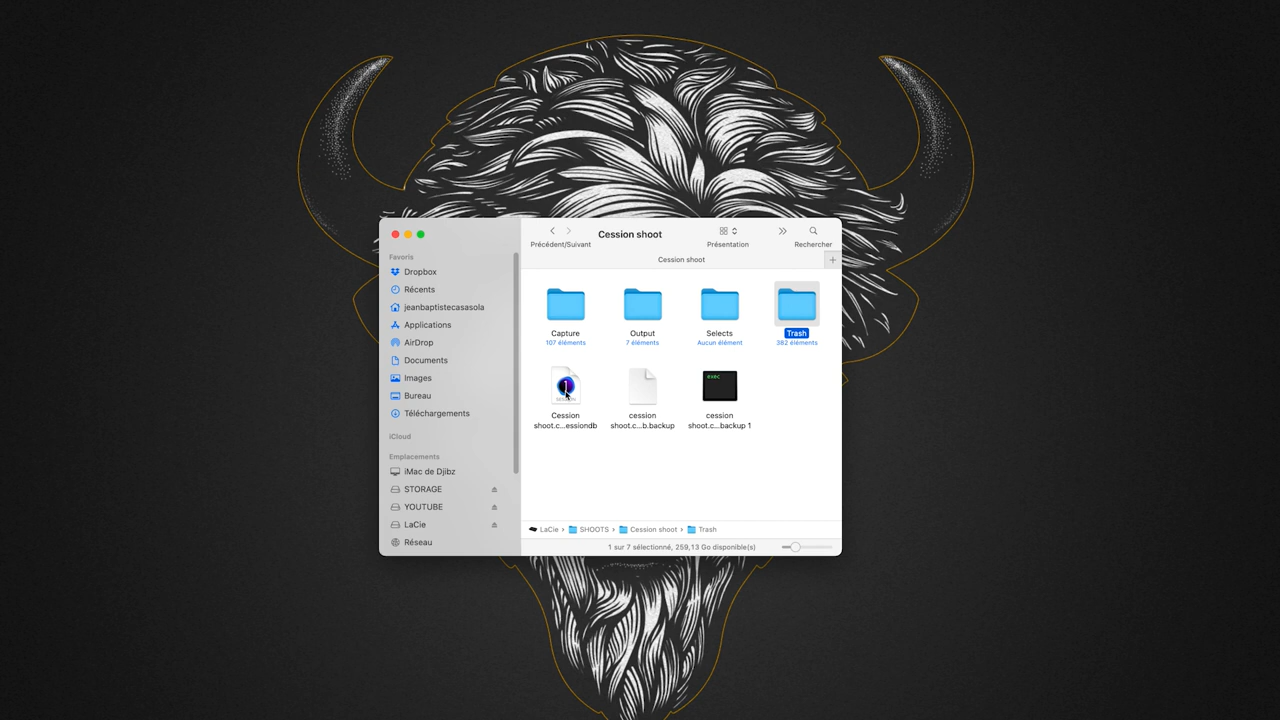 Précédent/Suivant
Cession shoot
Présentation
Rechercher
Cession shoot
Favoris
Dropbox
Récents
jeanbaptistecasasola
Applications
AirDrop
Documents
Images
Bureau
Téléchargements
iCloud
Emplacements
iMac de Djibz
STORAGE
YOUTUBE
LaCie
Réseau
Capture
107 éléments
Output
7 éléments
Selects
Aucun élément
Trash
382 éléments
Cession
shoot.c...essiondb
cession
shoot.c...b.backup
exec
cession
shoot.c...backup 1
LaCie › SHOOTS › Cession shoot › Trash
1 sur 7 sélectionné, 259,13 Go disponible(s)